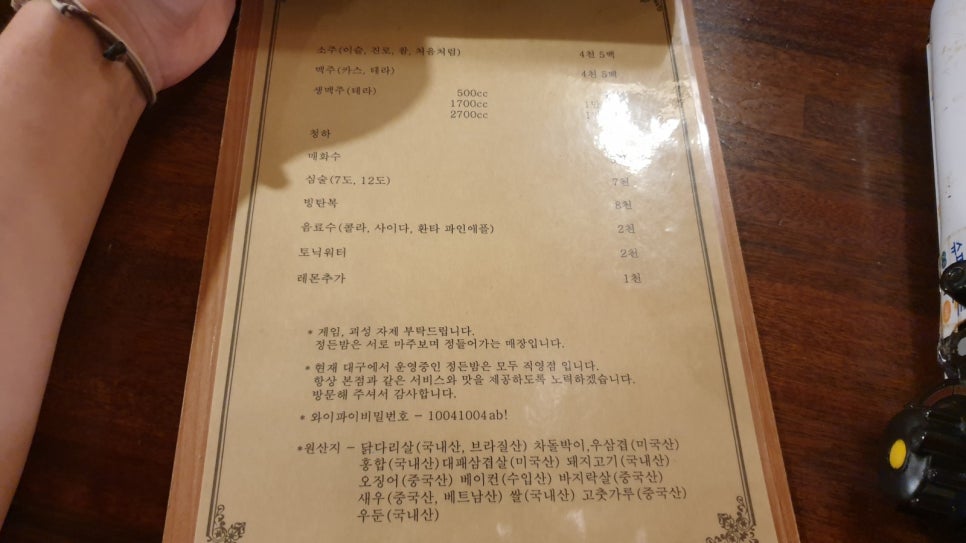 소주(이슬, 진로, 참, 처음처럼) 4천 5백
맥주(카스, 테라) 4천 5백
생맥주(테라) 500cc
1700cc
2700cc
청하
매화수
심술(7도, 12도) 7천
빙탄복 8천
음료수(콜라, 사이다, 환타 파인애플) 2천
토닉워터 2천
레몬추가 1천
* 게임, 괴성 자제 부탁드립니다.
정든밤은 서로 마주보며 정들어가는 매장입니다.
* 현재 대구에서 운영중인 정든밤은 모두 직영점 입니다.
항상 본점과 같은 서비스와 맛을 제공하도록 노력하겠습니다.
방문해 주셔서 감사합니다.
* 와이파이비밀번호 - 10041004ab!
*원산지 - 닭다리살(국내산, 브라질산) 차돌박이,우삼겹(미국산)
홍합(국내산)대패삼겹살(미국산) 돼지고기(국내산)
오징어(중국산) 베이컨(수입산) 바지락살(중국산)
새우(중국산, 베트남산) 쌀(국내산) 고춧가루(중국산)
우둔(국내산)